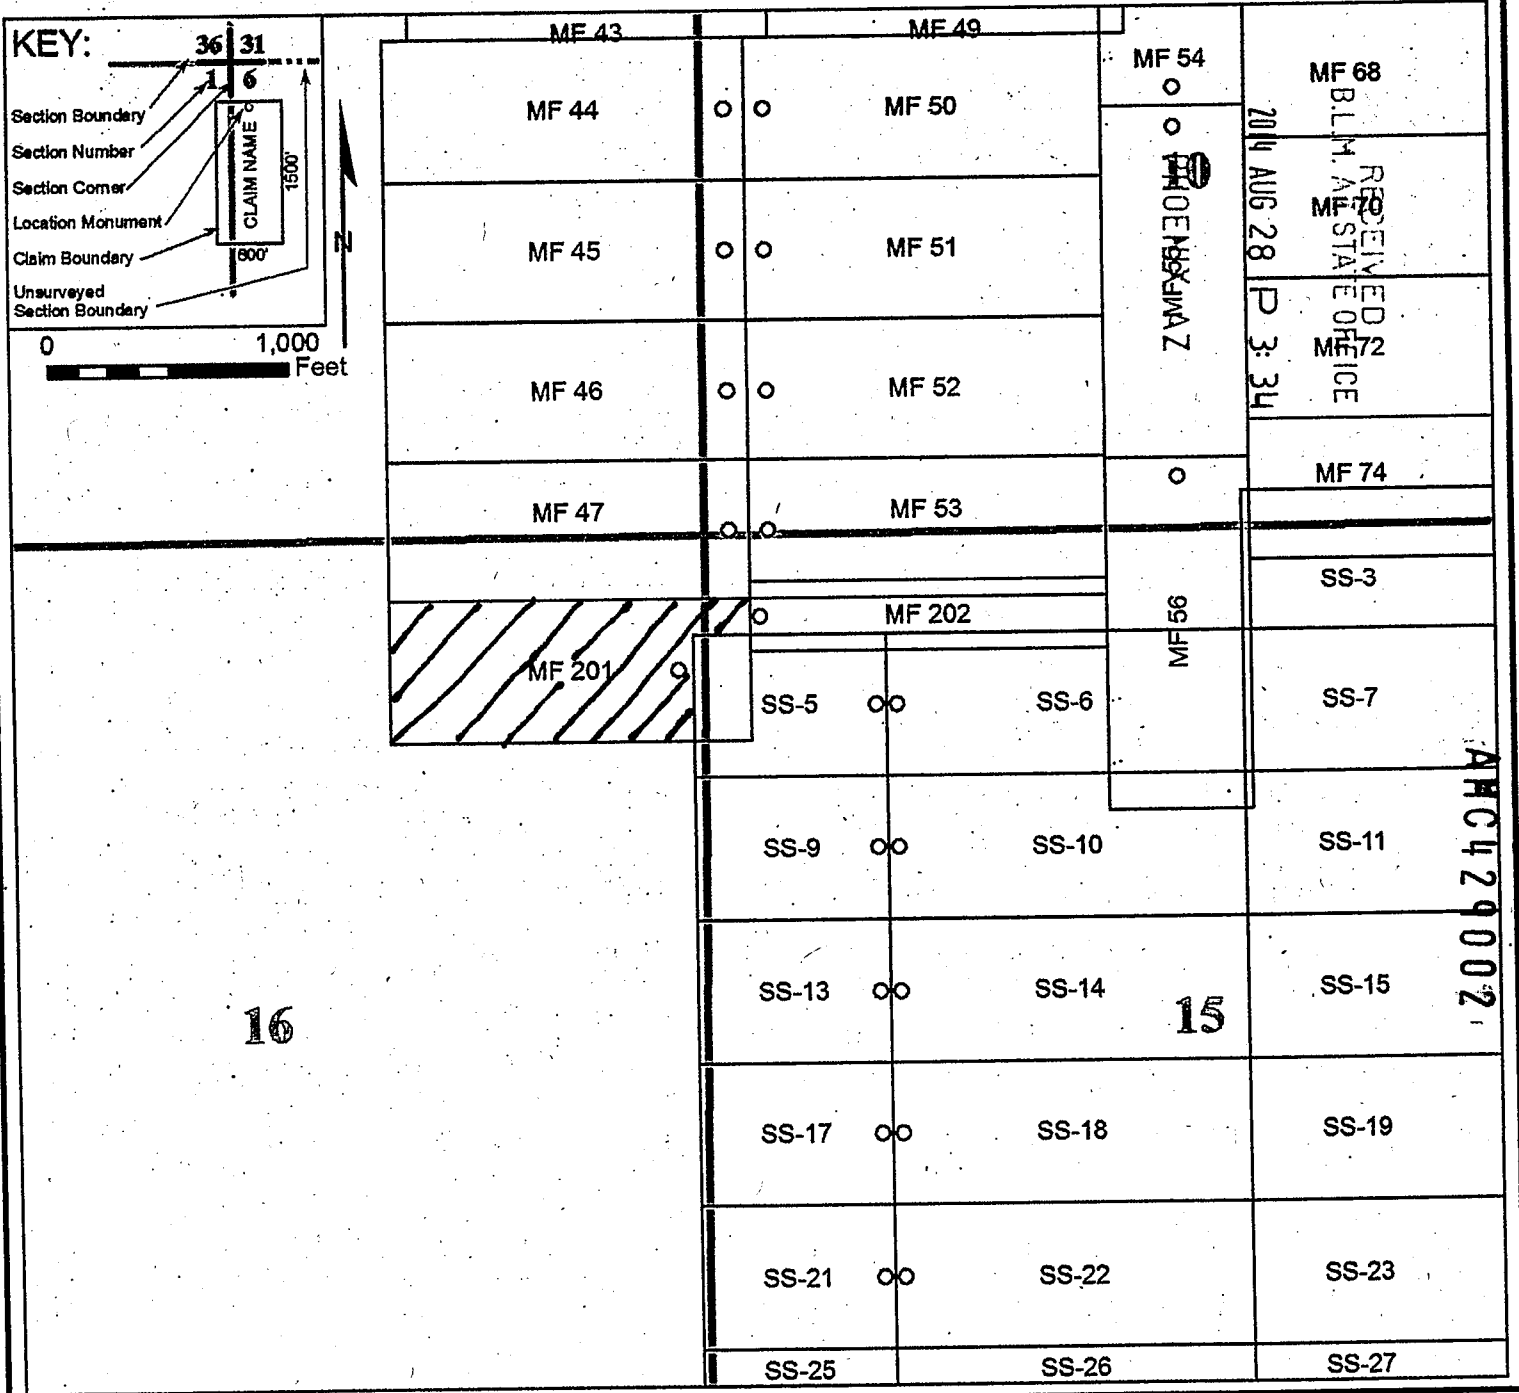 KEY:
36 31
1 6
Section Boundary
Section Number
Section Corner
Location Monument
Claim Boundary
Unsurveyed
Section Boundary
CLAIM NAME
1500'
600'
N
0 1,000
Feet
MF 43
MF 49
MF 54
MF 68
MF 44
MF 50
MF 45
MF 51
MF 70
MF 46
MF 52
MF 72
MF 47
MF 53
MF 74
RECEIVED
B.L.M. AZ STATE OFFICE
2014 AUG 28 P 3:34
PHOENIX, AZ
SS-3
MF 202
MF 56
MF 201
SS-5
SS-6
SS-7
SS-9
SS-10
SS-11
AMC429002
SS-13
SS-14
SS-15
16
15
SS-17
SS-18
SS-19
SS-21
SS-22
SS-23
SS-25
SS-26
SS-27